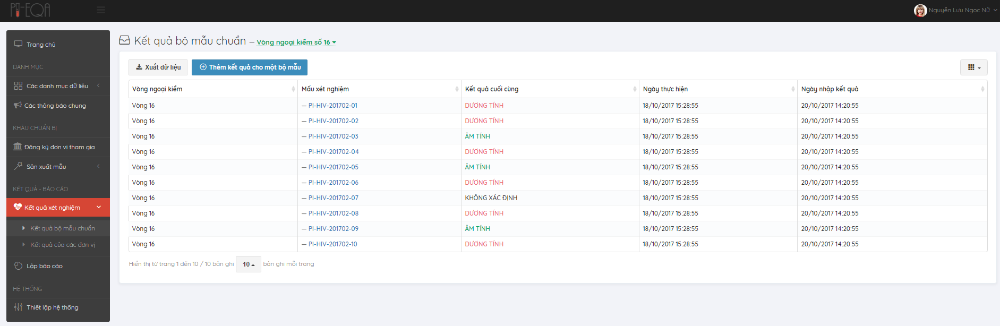 PI-EQA
Nguyễn Lưu Ngọc Nữ
Trang chủ
DANH MỤC
Các danh mục dữ liệu
Các thông báo chung
KHÂU CHUẨN BỊ
Đăng ký đơn vị tham gia
Sản xuất mẫu
KẾT QUẢ - BÁO CÁO
Kết quả xét nghiệm
Kết quả bộ mẫu chuẩn
Kết quả của các đơn vị
Lập báo cáo
HỆ THỐNG
Thiết lập hệ thống
Kết quả bộ mẫu chuẩn — Vòng ngoại kiểm số 16
Xuất dữ liệu Thêm kết quả cho một bộ mẫu
Vòng ngoại kiểm Mẫu xét nghiệm Kết quả cuối cùng Ngày thực hiện Ngày nhập kết quả
Vòng 16 — PI-HIV-201702-01 DƯƠNG TÍNH 18/10/2017 15:28:55 20/10/2017 14:20:55
Vòng 16 — PI-HIV-201702-02 DƯƠNG TÍNH 18/10/2017 15:28:55 20/10/2017 14:20:55
Vòng 16 — PI-HIV-201702-03 ÂM TÍNH 18/10/2017 15:28:55 20/10/2017 14:20:55
Vòng 16 — PI-HIV-201702-04 DƯƠNG TÍNH 18/10/2017 15:28:55 20/10/2017 14:20:55
Vòng 16 — PI-HIV-201702-05 ÂM TÍNH 18/10/2017 15:28:55 20/10/2017 14:20:55
Vòng 16 — PI-HIV-201702-06 DƯƠNG TÍNH 18/10/2017 15:28:55 20/10/2017 14:20:55
Vòng 16 — PI-HIV-201702-07 KHÔNG XÁC ĐỊNH 18/10/2017 15:28:55 20/10/2017 14:20:55
Vòng 16 — PI-HIV-201702-08 DƯƠNG TÍNH 18/10/2017 15:28:55 20/10/2017 14:20:55
Vòng 16 — PI-HIV-201702-09 ÂM TÍNH 18/10/2017 15:28:55 20/10/2017 14:20:55
Vòng 16 — PI-HIV-201702-10 DƯƠNG TÍNH 18/10/2017 15:28:55 20/10/2017 14:20:55
Hiển thị từ trang 1 đến 10 / 10 bản ghi 10 bản ghi mỗi trang